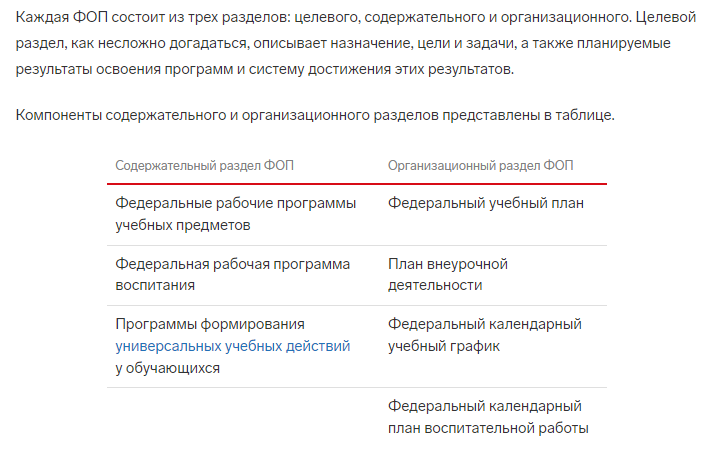 Каждая ФОП состоит из трех разделов: целевого, содержательного и организационного. Целевой
раздел, как несложно догадаться, описывает назначение, цели и задачи, а также планируемые
результаты освоения программ и систему достижения этих результатов.
Компоненты содержательного и организационного разделов представлены в таблице.
Содержательный раздел ФОП
Организационный раздел ФОП
Федеральные рабочие программы
учебных предметов
Федеральный учебный план
Федеральная рабочая программа
воспитания
План внеурочной
деятельности
Программы формирования
универсальных учебных действий
у обучающихся
Федеральный календарный
учебный график
Федеральный календарный
план воспитательной работы